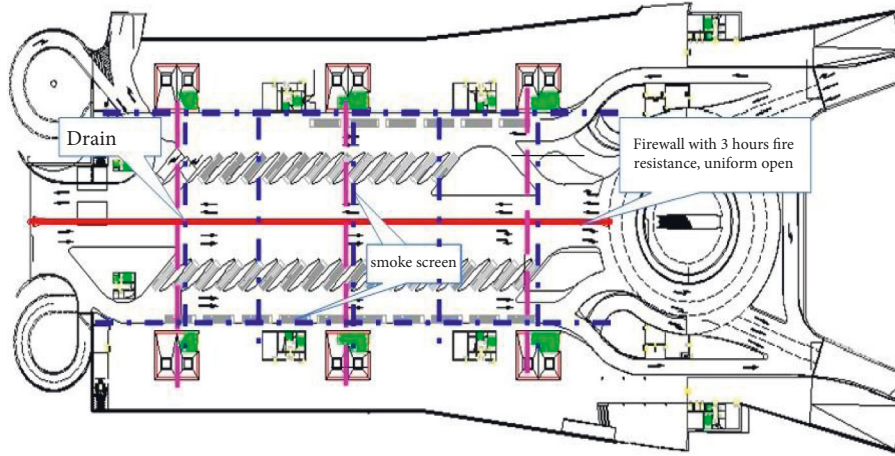 Drain
Firewall with 3 hours fire
resistance, uniform open
smoke screen